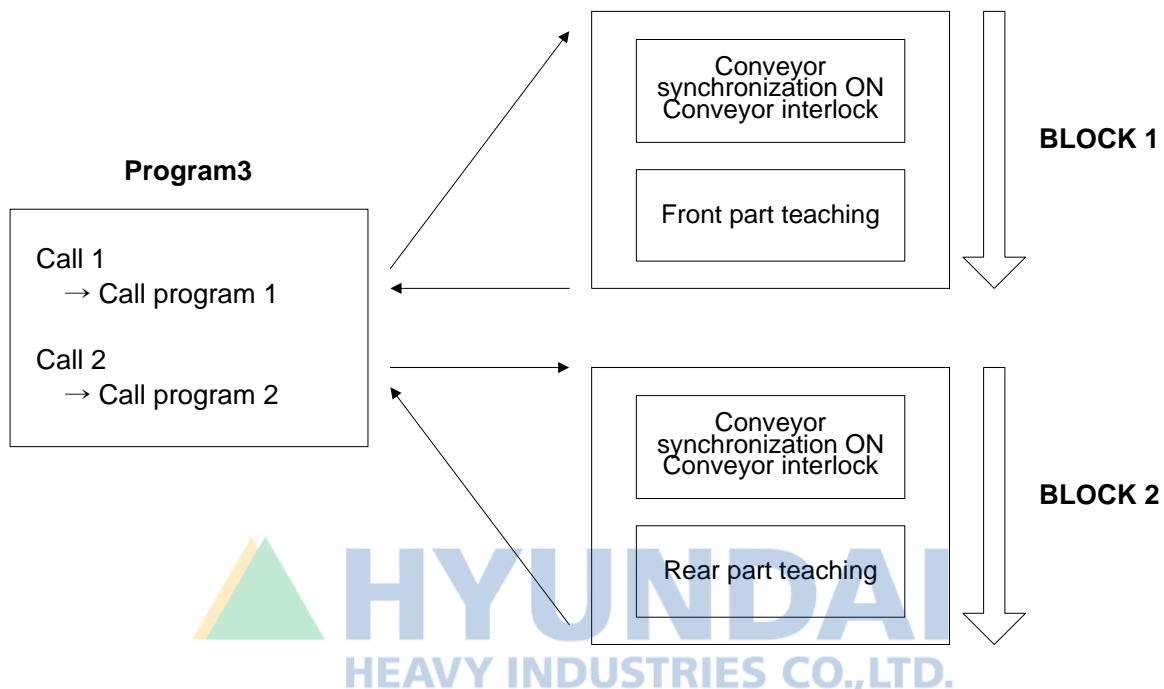 Program3
Call 1
→ Call program 1
Call 2
→ Call program 2
Conveyor
synchronization ON
Conveyor interlock
Front part teaching
BLOCK 1
Conveyor
synchronization ON
Conveyor interlock
Rear part teaching
BLOCK 2
HYUNDAI
HEAVY INDUSTRIES CO.,LTD.